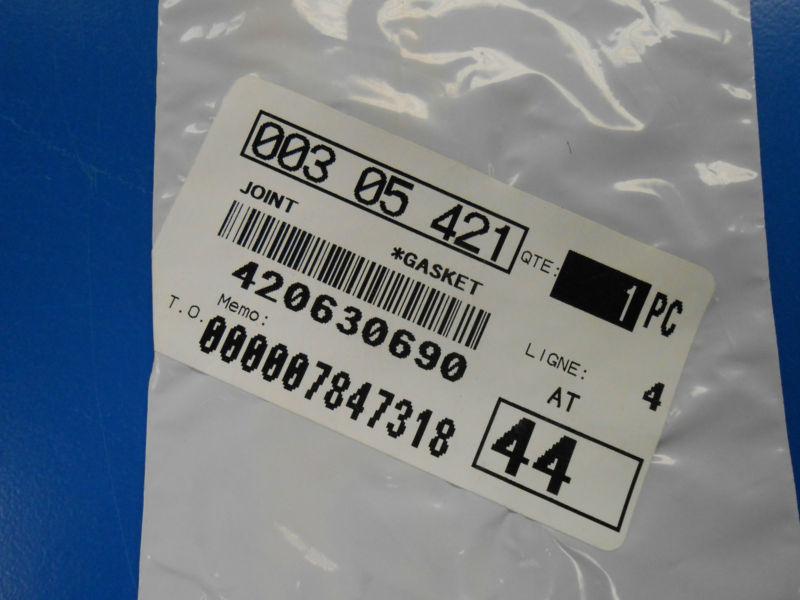 003 05 421
JOINT
*GASKET
QTE: 1 PC
420630690
Memo:
T.O. 000007847318
LIGNE: 4
AT
44